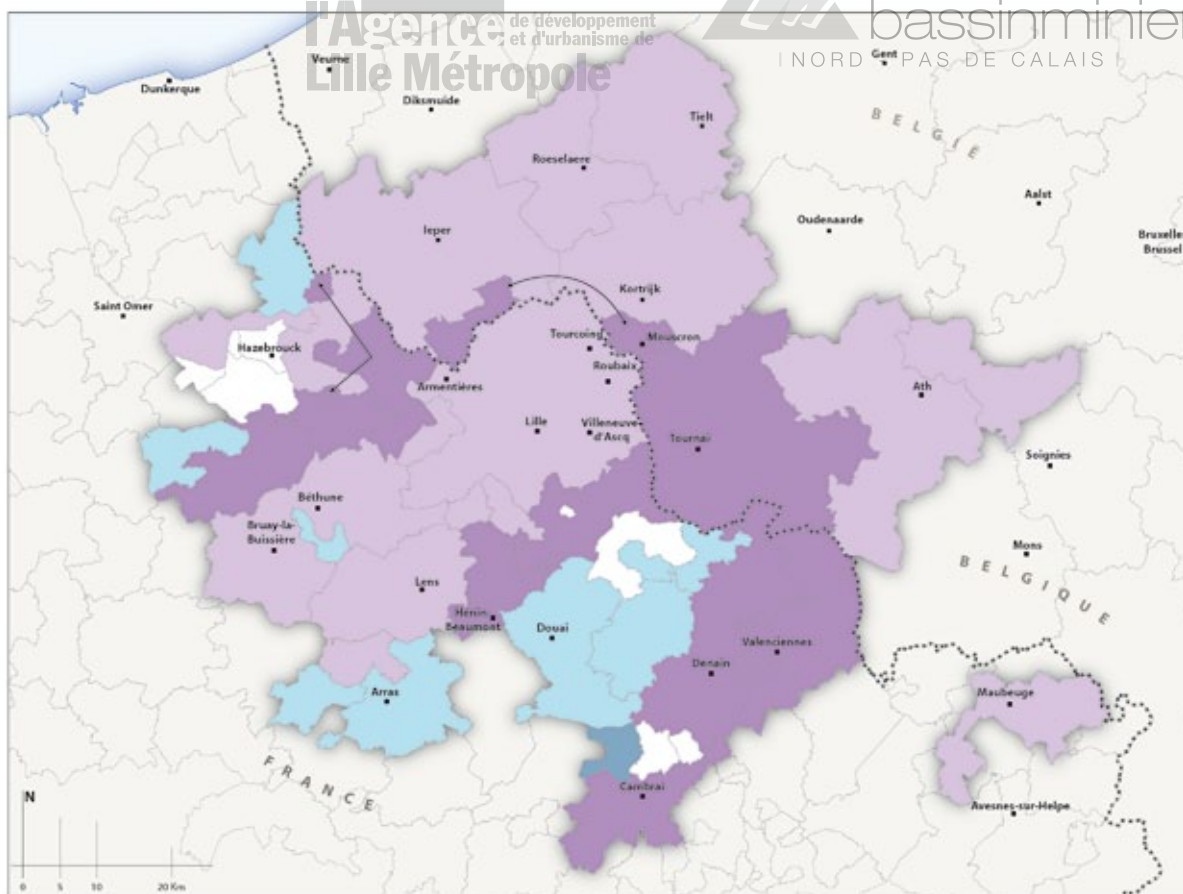 l'Agence de développement
et d'urbanisme de
Lille Métropole
bassinminier
NORD PAS DE CALAIS
Veurne
Gent
Dunkerque
Diksmuide
Tielt
BELGIË
Roeselaere
Aalst
Oudenaarde
Ieper
Bruxelle
Brussel
Saint Omer
Kortrijk
Tourcoing
Mouscron
Hazebrouck
Roubaix
Armentières
Ath
Lille
Villeneuve-
d'Ascq
Tournai
Soignies
Béthune
Bruay-la-
Buissière
Mons
Lens
BELGIQUE
Hénin
Beaumont
Douai
Valenciennes
Denain
Arras
Maubeuge
FRANCE
Cambrai
N
Avesnes-sur-Helpe
0 5 10 20 Km